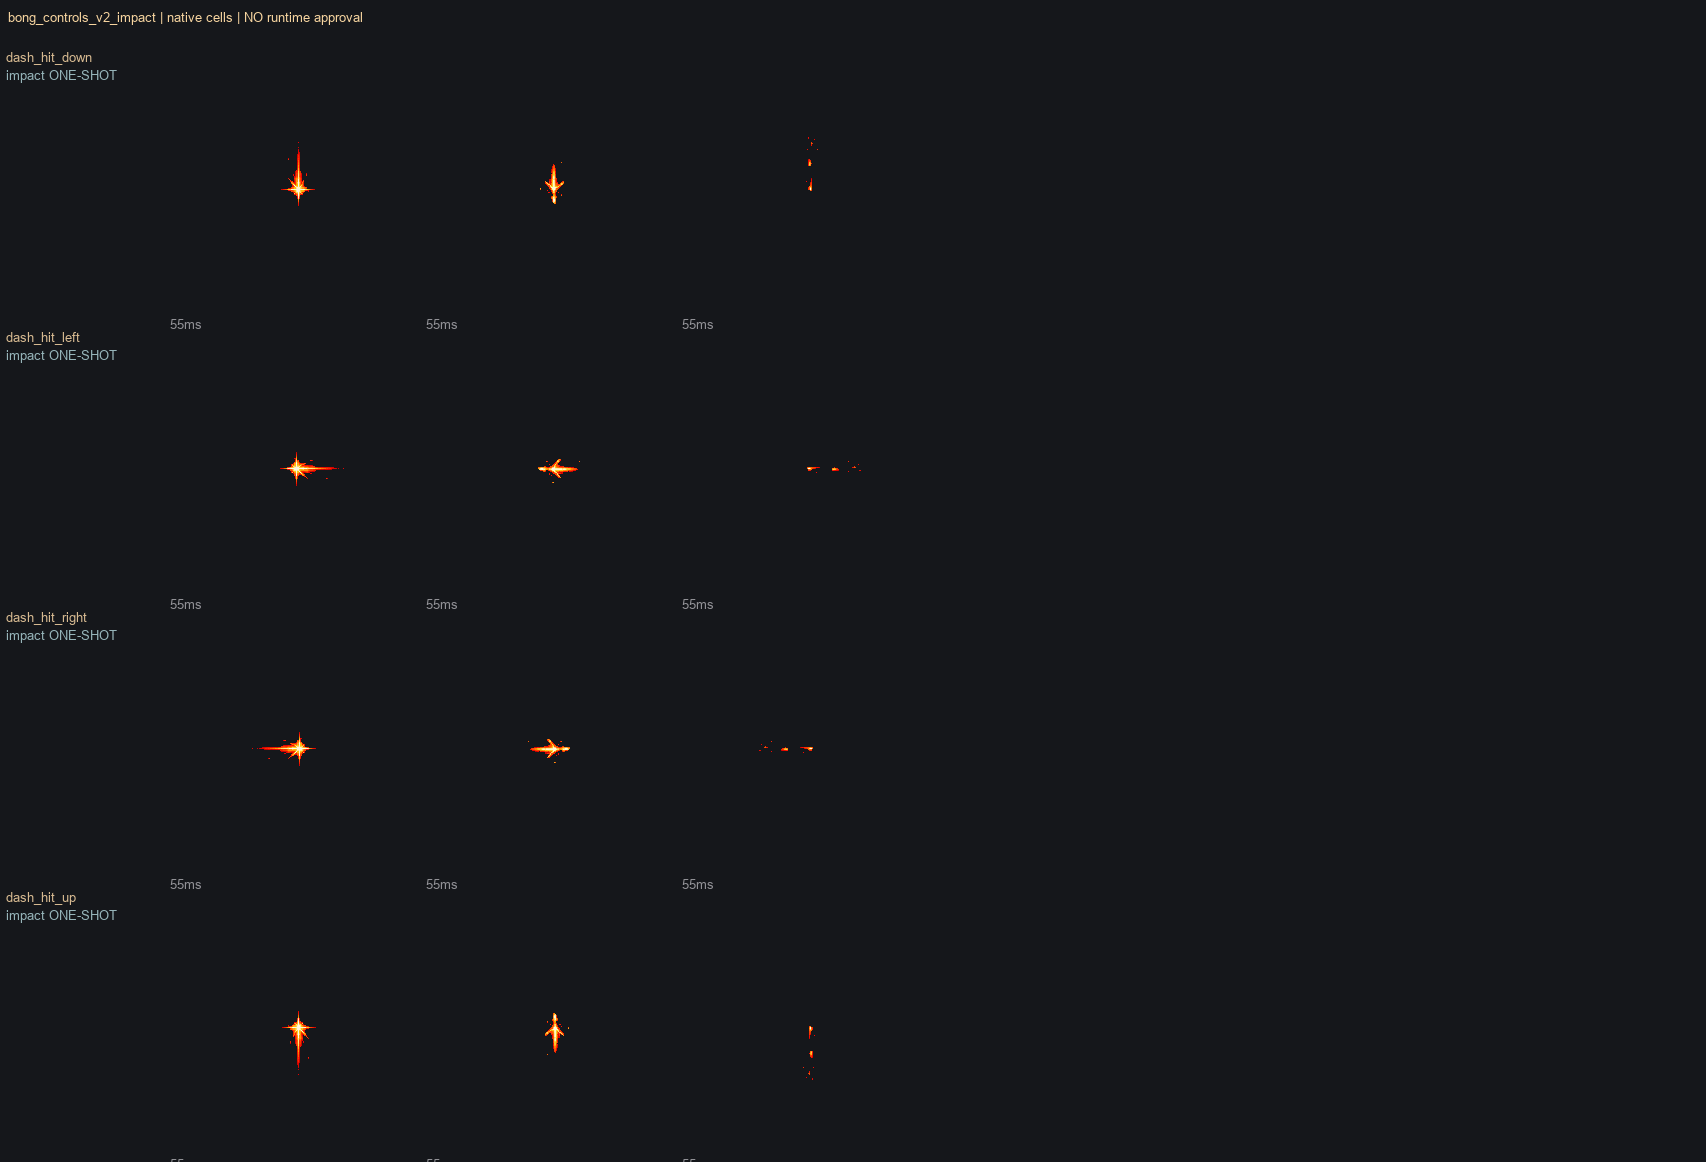 bong_controls_v2_impact | native cells | NO runtime approval
dash_hit_down
impact ONE-SHOT
55ms 55ms 55ms
dash_hit_left
impact ONE-SHOT
55ms 55ms 55ms
dash_hit_right
impact ONE-SHOT
55ms 55ms 55ms
dash_hit_up
impact ONE-SHOT